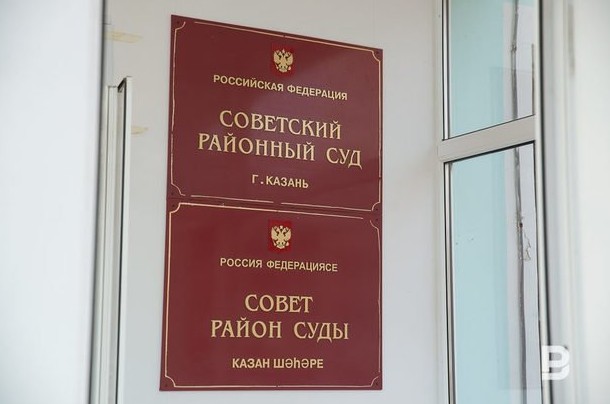 РОССИЙСКАЯ ФЕДЕРАЦИЯ
СОВЕТСКИЙ
РАЙОННЫЙ СУД
Г. КАЗАНЬ
РОССИЯ ФЕДЕРАЦИЯСЕ
СОВЕТ
РАЙОН СУДЫ
КАЗАН ШӘҺӘРЕ
B